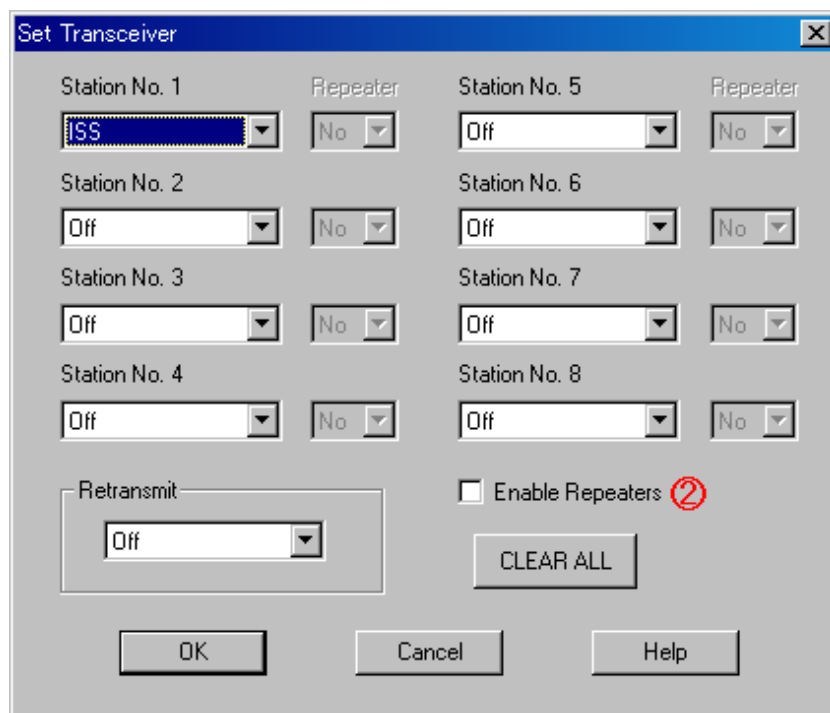 Set Transceiver
Station No. 1 Repeater Station No. 5 Repeater
ISS No Off No
Station No. 2 Station No. 6
Off No Off No
Station No. 3 Station No. 7
Off No Off No
Station No. 4 Station No. 8
Off No Off No
Retransmit
Enable Repeaters ②
Off
CLEAR ALL
OK Cancel Help